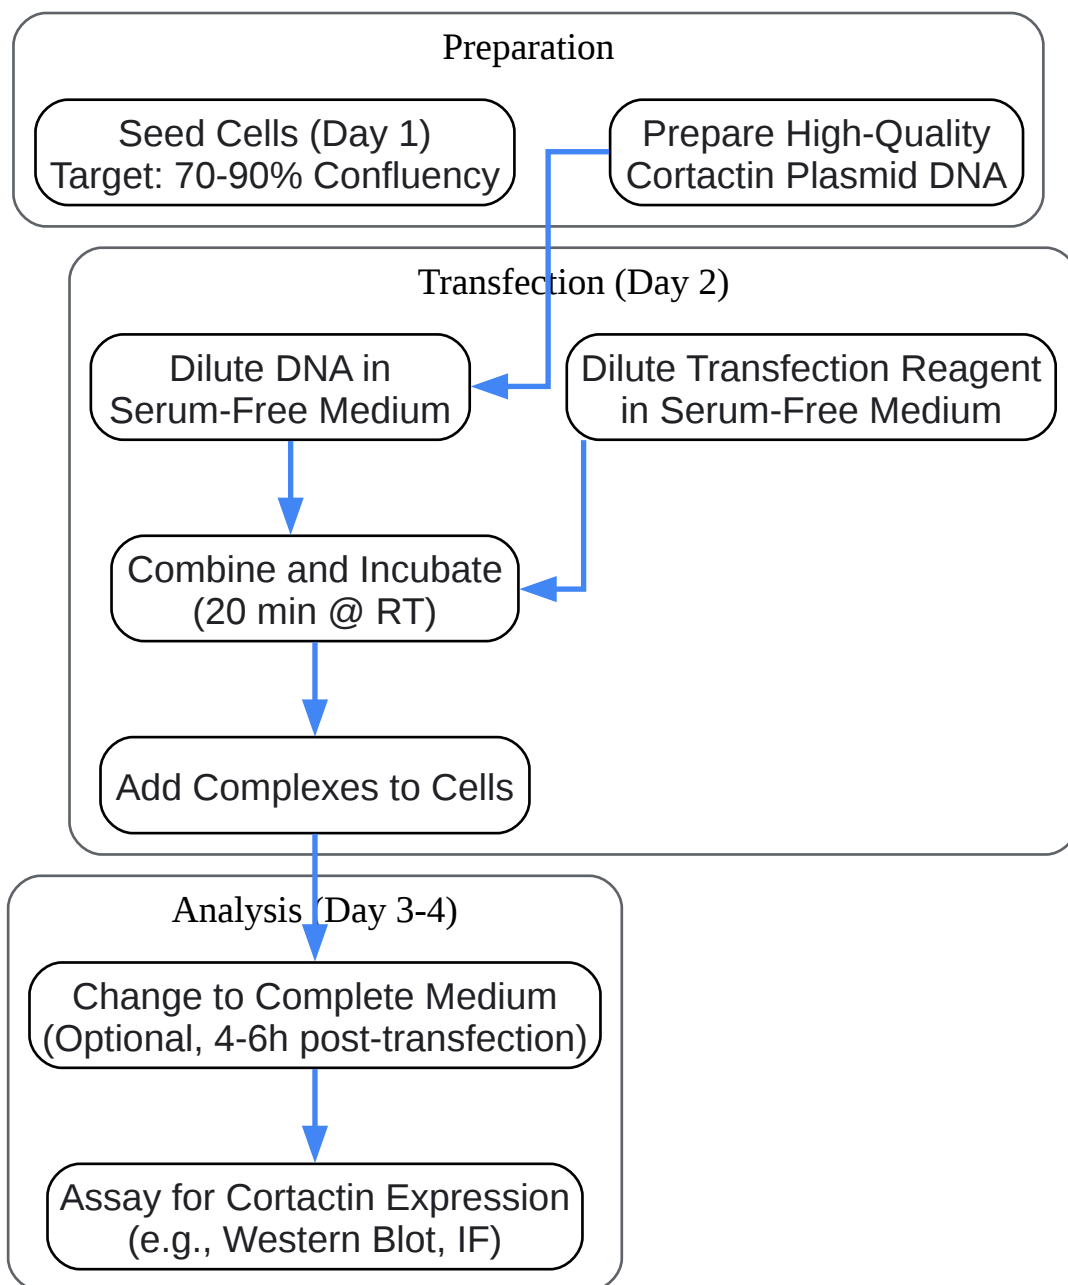 Preparation
Seed Cells (Day 1)
Target: 70-90% Confluency
Prepare High-Quality
Cortactin Plasmid DNA
Transfection (Day 2)
Dilute DNA in
Serum-Free Medium
Dilute Transfection Reagent
in Serum-Free Medium
Combine and Incubate
(20 min @ RT)
Add Complexes to Cells
Analysis (Day 3-4)
Change to Complete Medium
(Optional, 4-6h post-transfection)
Assay for Cortactin Expression
(e.g., Western Blot, IF)